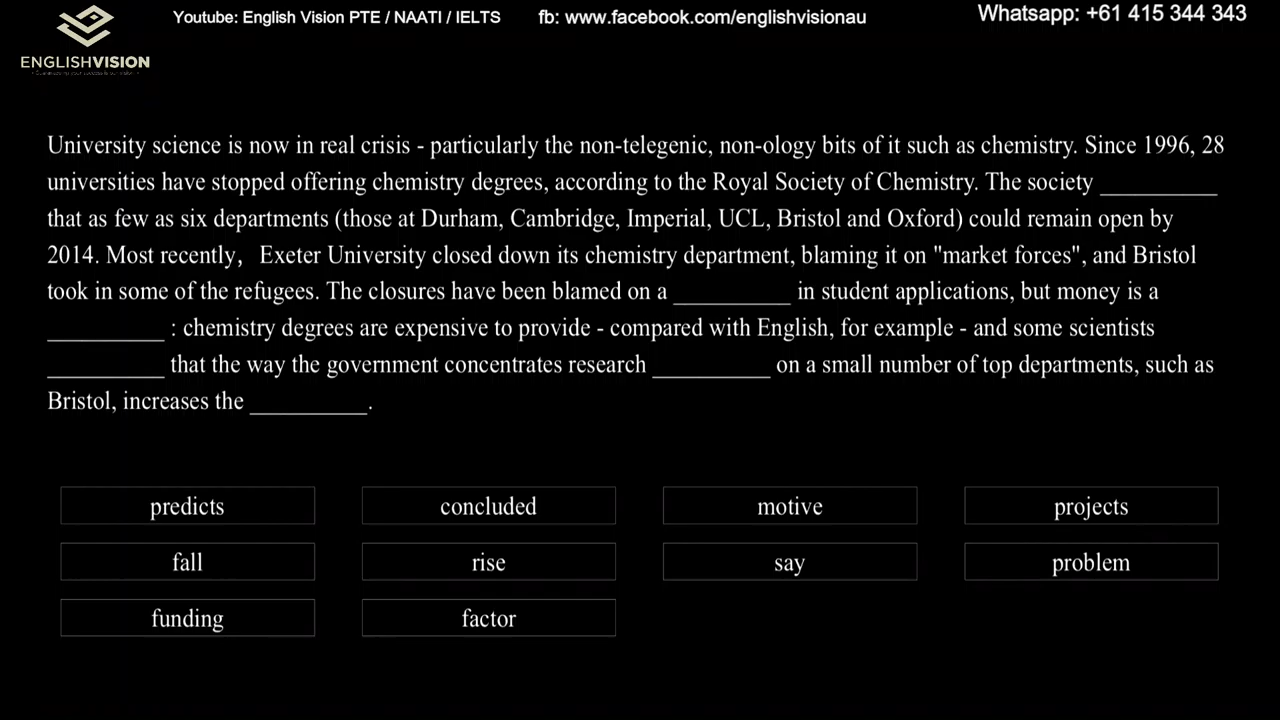 Youtube: English Vision PTE / NAATI / IELTS fb: www.facebook.com/englishvisionau Whatsapp: +61 415 344 343
ENGLISHVISION
University science is now in real crisis - particularly the non-telegenic, non-ology bits of it such as chemistry. Since 1996, 28
universities have stopped offering chemistry degrees, according to the Royal Society of Chemistry. The society __________
that as few as six departments (those at Durham, Cambridge, Imperial, UCL, Bristol and Oxford) could remain open by
2014. Most recently, Exeter University closed down its chemistry department, blaming it on "market forces", and Bristol
took in some of the refugees. The closures have been blamed on a __________ in student applications, but money is a
__________ : chemistry degrees are expensive to provide - compared with English, for example - and some scientists
__________ that the way the government concentrates research __________ on a small number of top departments, such as
Bristol, increases the __________.
predicts concluded motive projects
fall rise say problem
funding factor